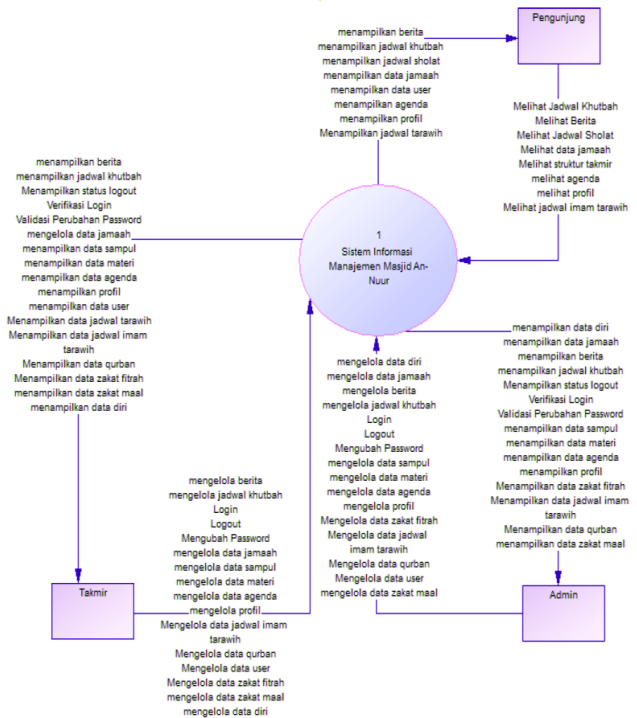 menampilkan berita
menampilkan jadwal khutbah
menampilkan jadwal sholat
menampilkan data jamaah
menampilkan data user
menampilkan agenda
menampilkan profil
Menampilkan jadwal tarawih
Pengunjung
Melihat Jadwal Khutbah
Melihat Berita
Melihat Jadwal Sholat
Melihat data jamaah
Melihat struktur takmir
melihat agenda
melihat profil
Melihat jadwal imam tarawih
menampilkan berita
menampilkan jadwal khutbah
Menampilkan status logout
Verifikasi Login
Validasi Perubahan Password
mengelola data jamaah
menampilkan data sampul
menampilkan data materi
menampilkan data agenda
menampilkan profil
menampilkan data user
Menampilkan data jadwal tarawih
Menampilkan data jadwal imam
tarawih
Menampilkan data qurban
Menampilkan data zakat fitrah
menampilkan data zakat maal
menampilkan data diri
1
Sistem Informasi
Manajemen Masjid An-
Nuur
mengelola data diri
mengelola data jamaah
mengelola berita
mengelola jadwal khutbah
Login
Logout
Mengubah Password
mengelola data sampul
mengelola data materi
mengelola data agenda
mengelola profil
Mengelola data zakat fitrah
Mengelola data jadwal
imam tarawih
Mengelola data qurban
Mengelola data user
mengelola data zakat maal
menampilkan data diri
menampilkan data jamaah
menampilkan berita
menampilkan jadwal khutbah
Menampilkan status logout
Verifikasi Login
Validasi Perubahan Password
menampilkan data sampul
menampilkan data materi
menampilkan data agenda
menampilkan profil
Menampilkan data zakat fitrah
Menampilkan data jadwal imam
tarawih
Menampilkan data qurban
menampilkan data zakat maal
Takmir
mengelola berita
mengelola jadwal khutbah
Login
Logout
Mengubah Password
mengelola data jamaah
mengelola data sampul
mengelola data materi
mengelola data agenda
mengelola profil
Mengelola data jadwal imam
tarawih
Mengelola data qurban
Mengelola data user
Mengelola data zakat fitrah
mengelola data zakat maal
mengelola data diri
Admin